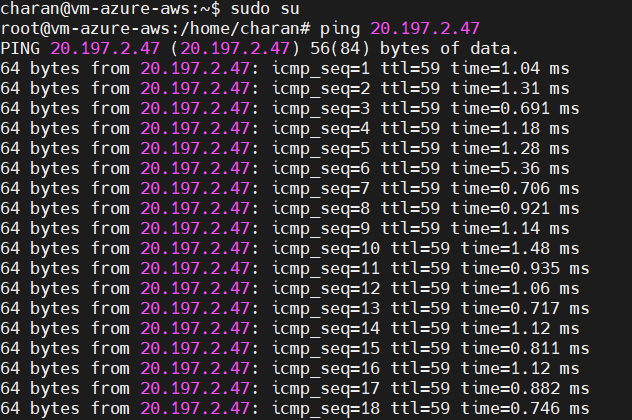 charan@vm-azure-aws:~$ sudo su
root@vm-azure-aws:/home/charan# ping 20.197.2.47
PING 20.197.2.47 (20.197.2.47) 56(84) bytes of data.
64 bytes from 20.197.2.47: icmp_seq=1 ttl=59 time=1.04 ms
64 bytes from 20.197.2.47: icmp_seq=2 ttl=59 time=1.31 ms
64 bytes from 20.197.2.47: icmp_seq=3 ttl=59 time=0.691 ms
64 bytes from 20.197.2.47: icmp_seq=4 ttl=59 time=1.18 ms
64 bytes from 20.197.2.47: icmp_seq=5 ttl=59 time=1.28 ms
64 bytes from 20.197.2.47: icmp_seq=6 ttl=59 time=5.36 ms
64 bytes from 20.197.2.47: icmp_seq=7 ttl=59 time=0.706 ms
64 bytes from 20.197.2.47: icmp_seq=8 ttl=59 time=0.921 ms
64 bytes from 20.197.2.47: icmp_seq=9 ttl=59 time=1.14 ms
64 bytes from 20.197.2.47: icmp_seq=10 ttl=59 time=1.48 ms
64 bytes from 20.197.2.47: icmp_seq=11 ttl=59 time=0.935 ms
64 bytes from 20.197.2.47: icmp_seq=12 ttl=59 time=1.06 ms
64 bytes from 20.197.2.47: icmp_seq=13 ttl=59 time=0.717 ms
64 bytes from 20.197.2.47: icmp_seq=14 ttl=59 time=1.12 ms
64 bytes from 20.197.2.47: icmp_seq=15 ttl=59 time=0.811 ms
64 bytes from 20.197.2.47: icmp_seq=16 ttl=59 time=1.12 ms
64 bytes from 20.197.2.47: icmp_seq=17 ttl=59 time=0.882 ms
64 bytes from 20.197.2.47: icmp_seq=18 ttl=59 time=0.746 ms